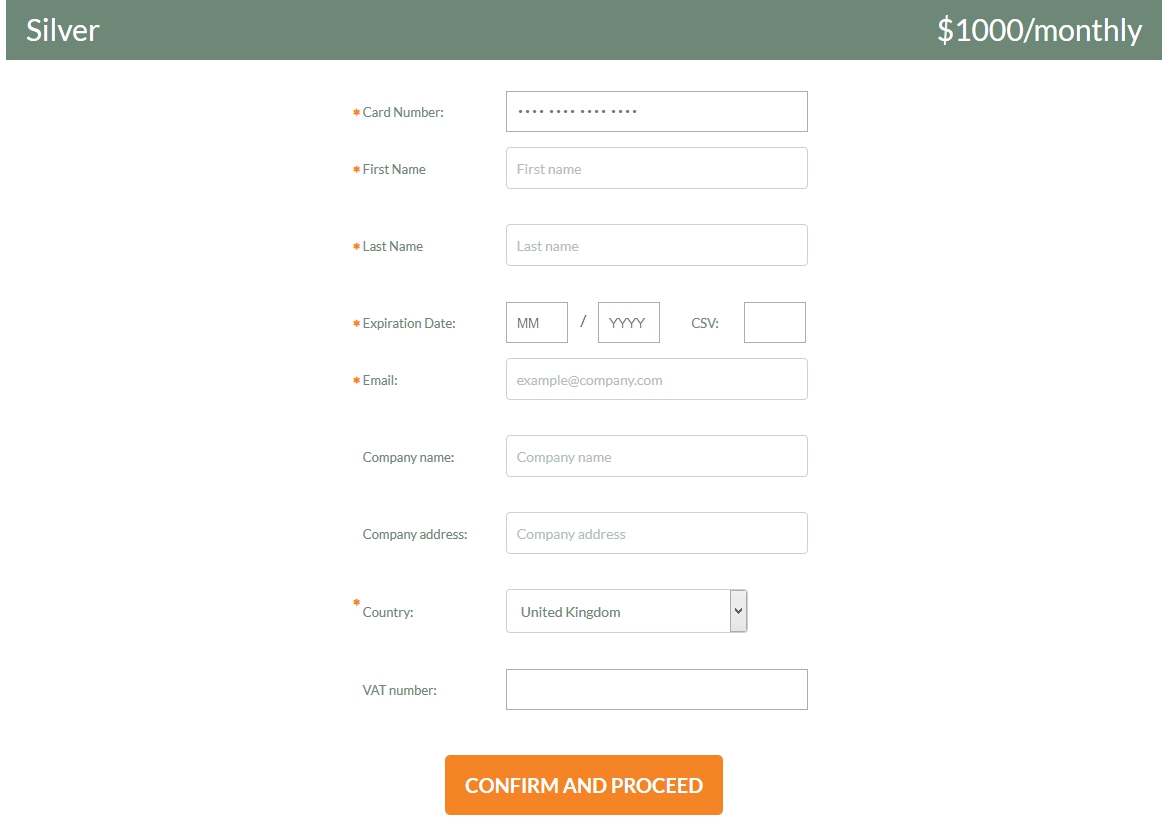 Silver $1000/monthly
* Card Number: •••• •••• •••• ••••
* First Name First name
* Last Name Last name
* Expiration Date: MM / YYYY CSV:
* Email: example@company.com
Company name: Company name
Company address: Company address
* Country: United Kingdom
VAT number:
CONFIRM AND PROCEED